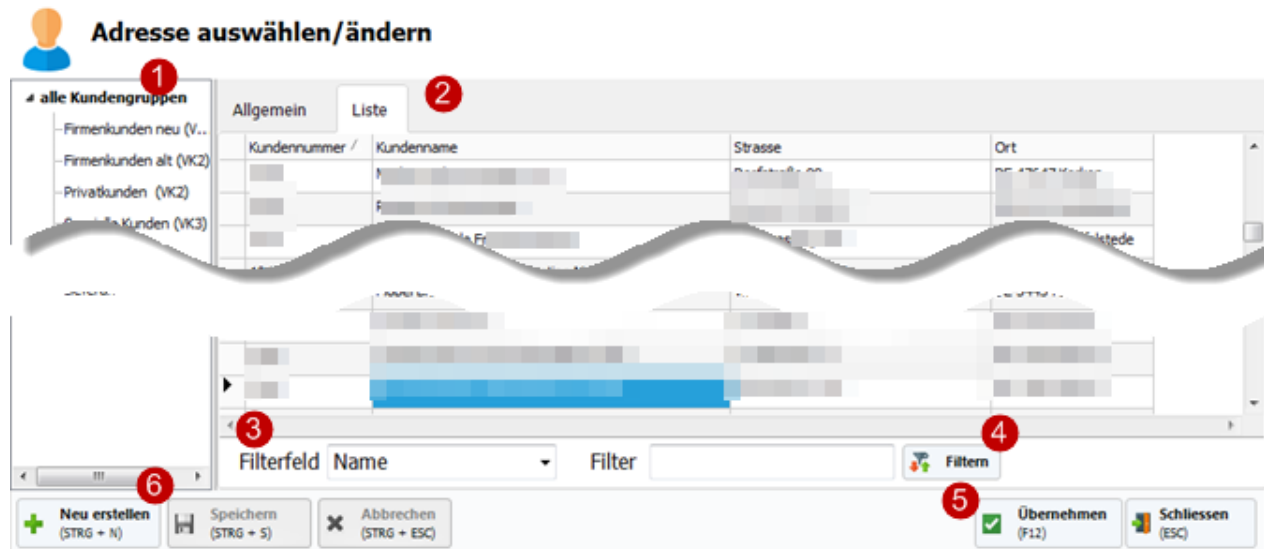 Adresse auswählen/ändern
1
alle Kundengruppen
Firmenkunden neu (V...
Firmenkunden alt (VK2)
Privatkunden (VK2)
Kunden (VK3)
2
Allgemein Liste
Kundennummer Kundenname Strasse Ort
3
4
Filterfeld Name Filter Filtern
6
5
Neu erstellen
(STRG + N)
Speichern
(STRG + S)
Abbrechen
(STRG + ESC)
Übernehmen
(F12)
Schliessen
(ESC)